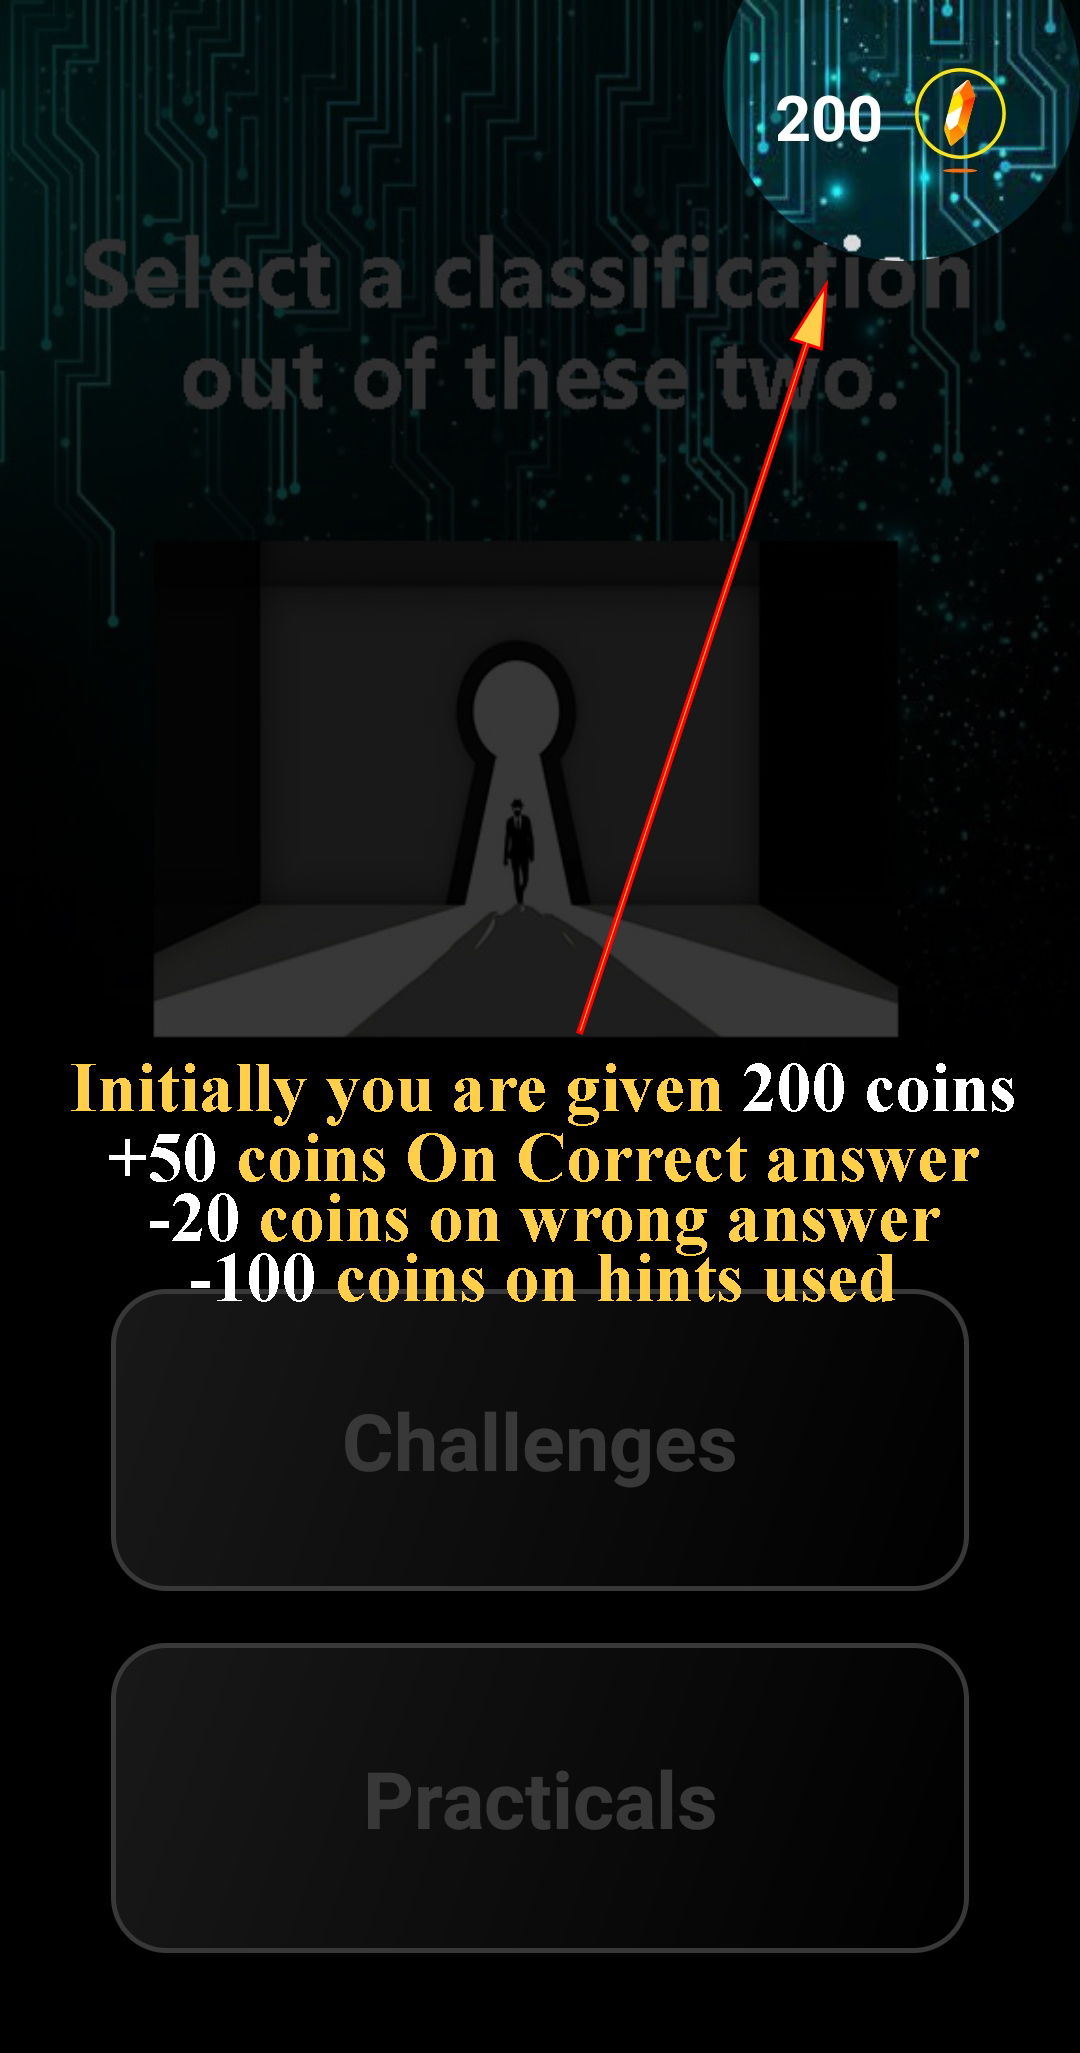 200
Select a classification
out of these two.
Initially you are given 200 coins
+50 coins On Correct answer
-20 coins on wrong answer
-100 coins on hints used
Challenges
Practicals